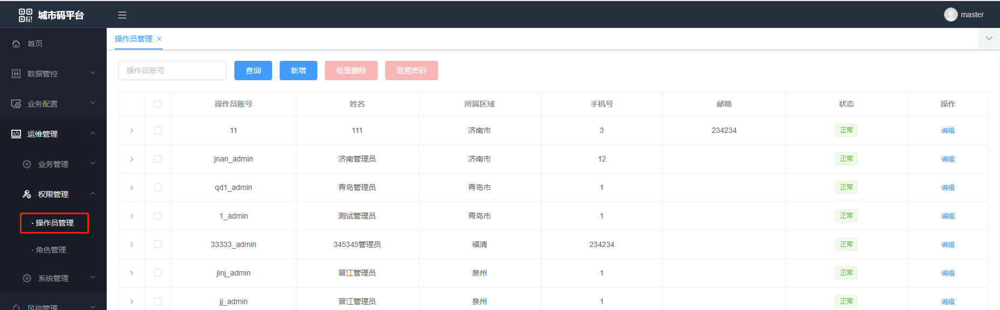 城市码平台
master
首页
数据管控
业务配置
运维管理
业务管理
权限管理
· 操作员管理
· 角色管理
系统管理
风控管理
操作员管理 ×
操作员账号 查询 新增 批量删除 重置密码
操作员账号 姓名 所属区域 手机号 邮箱 状态 操作
11 111 济南市 3 234234 正常 编辑
jnan_admin 济南管理员 济南市 12 正常 编辑
qd1_admin 青岛管理员 青岛市 1 正常 编辑
1_admin 测试管理员 青岛市 1 正常 编辑
33333_admin 345345管理员 福清 234234 正常 编辑
jinj_admin 晋江管理员 泉州 1 正常 编辑
jj_admin 晋江管理员 泉州 1 正常 编辑